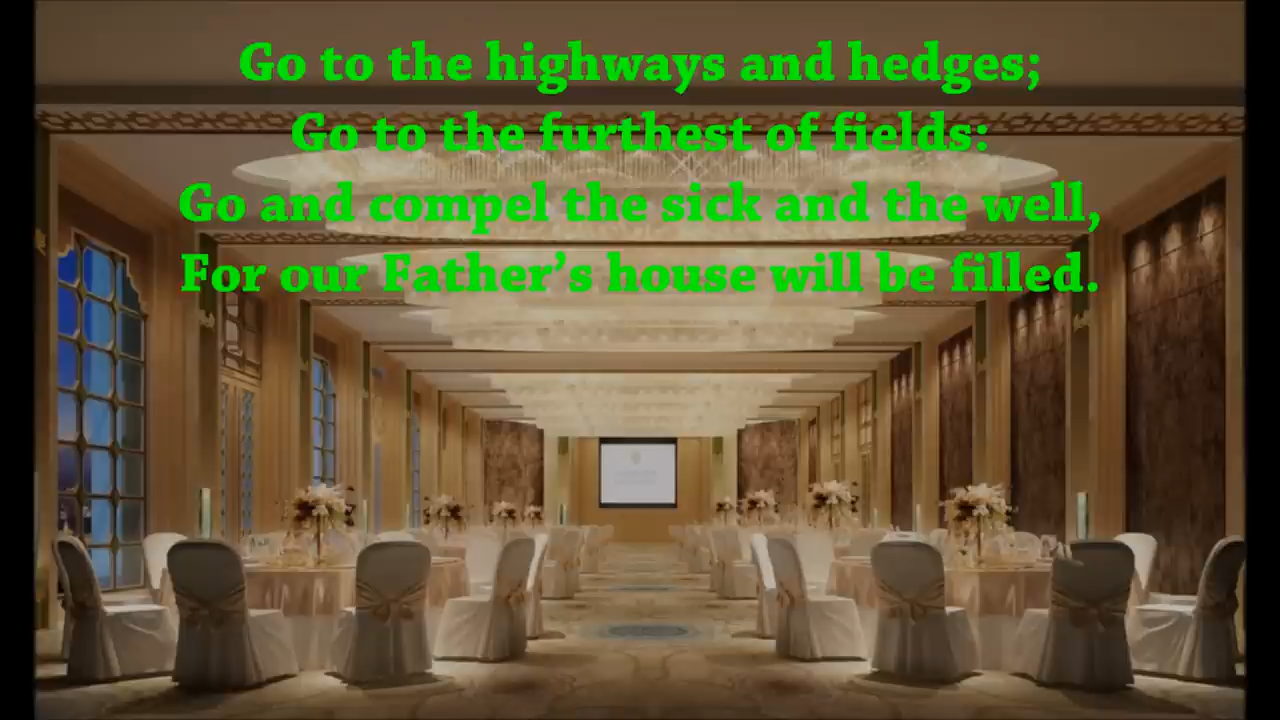 Go to the highways and hedges;
Go to the furthest of fields:
Go and compel the sick and the well,
For our Father’s house will be filled.